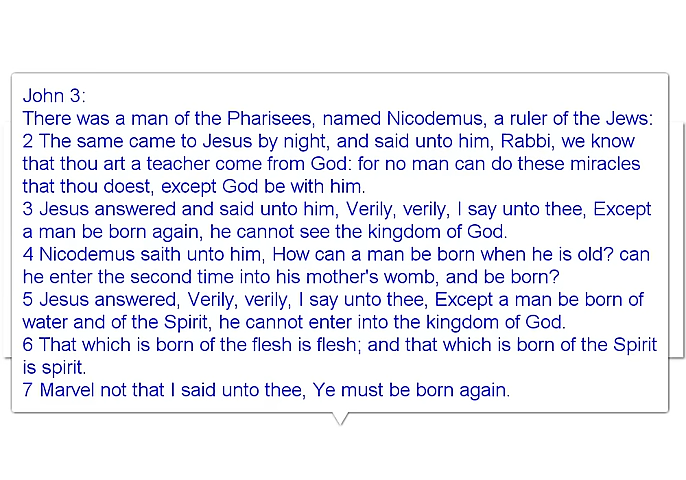 John 3:
There was a man of the Pharisees, named Nicodemus, a ruler of the Jews:
2 The same came to Jesus by night, and said unto him, Rabbi, we know
that thou art a teacher come from God: for no man can do these miracles
that thou doest, except God be with him.
3 Jesus answered and said unto him, Verily, verily, I say unto thee, Except
a man be born again, he cannot see the kingdom of God.
4 Nicodemus saith unto him, How can a man be born when he is old? can
he enter the second time into his mother's womb, and be born?
5 Jesus answered, Verily, verily, I say unto thee, Except a man be born of
water and of the Spirit, he cannot enter into the kingdom of God.
6 That which is born of the flesh is flesh; and that which is born of the Spirit
is spirit.
7 Marvel not that I said unto thee, Ye must be born again.